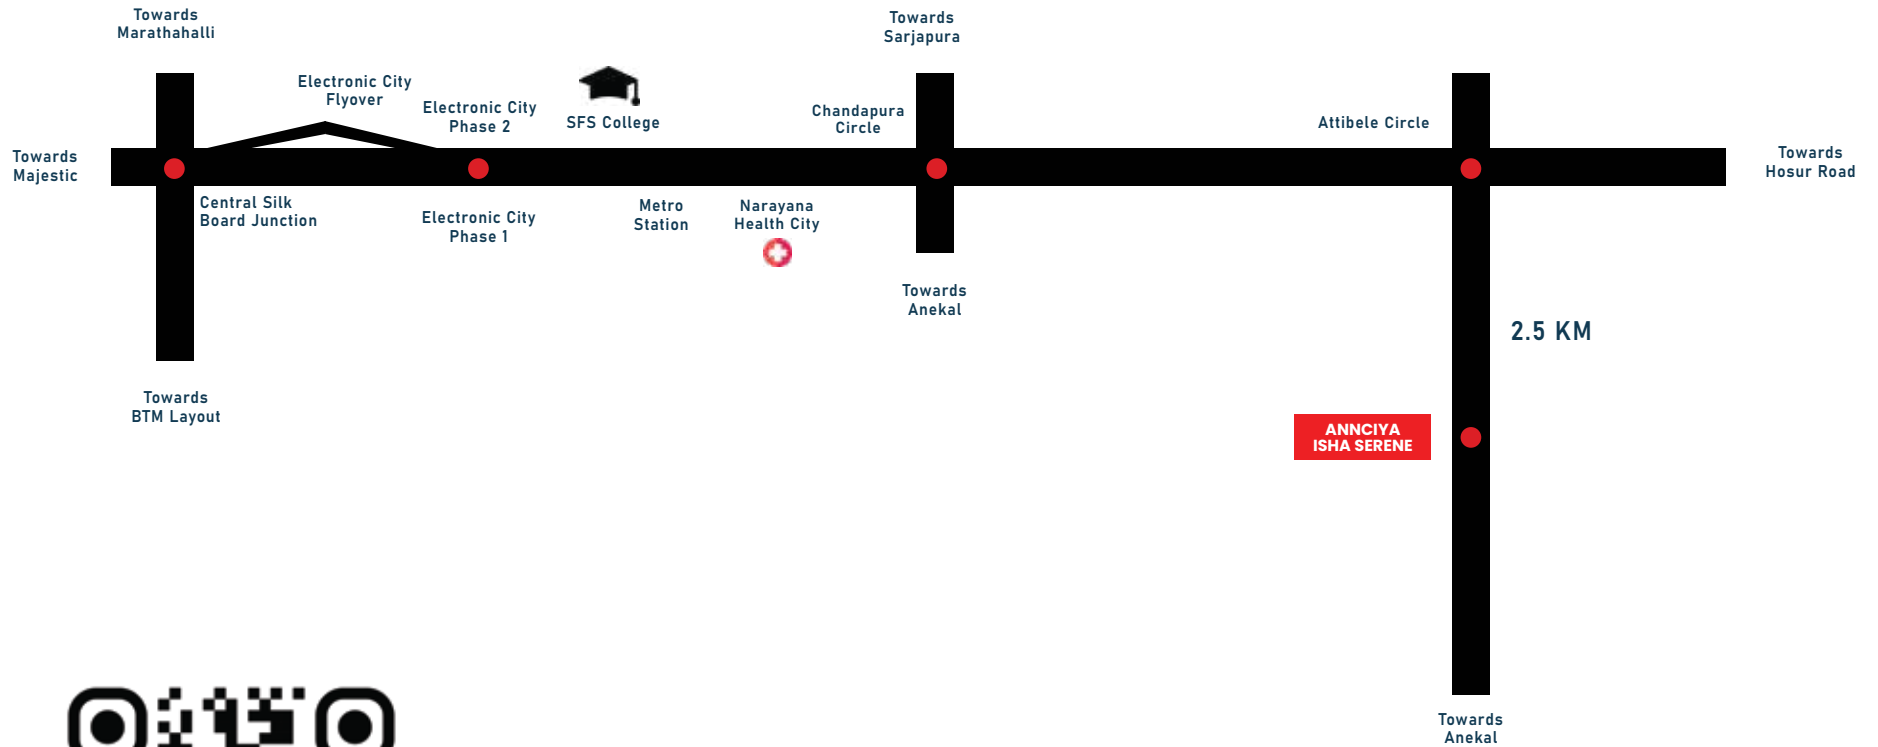 Towards
Marathahalli
Towards
Sarjapura
Electronic City
Flyover
Electronic City
Phase 2
SFS College
Chandapura
Circle
Attibele Circle
Towards
Majestic
Towards
Hosur Road
Central Silk
Board Junction
Electronic City
Phase 1
Metro
Station
Narayana
Health City
Towards
Anekal
2.5 KM
Towards
BTM Layout
ANNCIYA
ISHA SERENE
Towards
Anekal